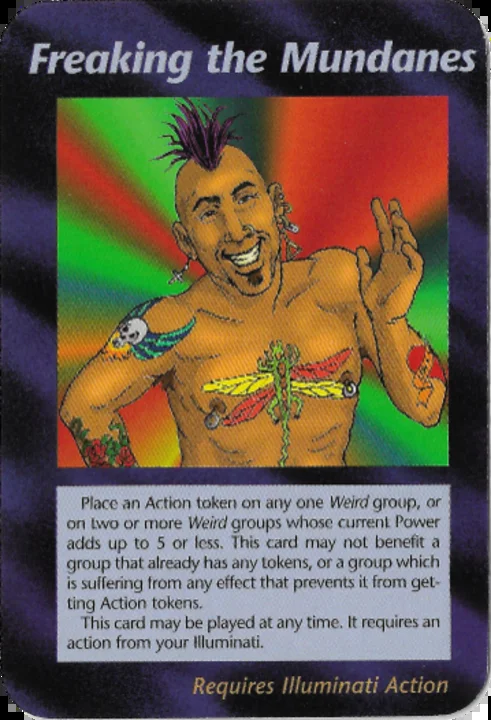 Freaking the Mundanes
Place an Action token on any one Weird group, or
on two or more Weird groups whose current Power
adds up to 5 or less. This card may not benefit a
group that already has any tokens, or a group which
is suffering from any effect that prevents it from get-
ting Action tokens.
This card may be played at any time. It requires an
action from your Illuminati.
Requires Illuminati Action